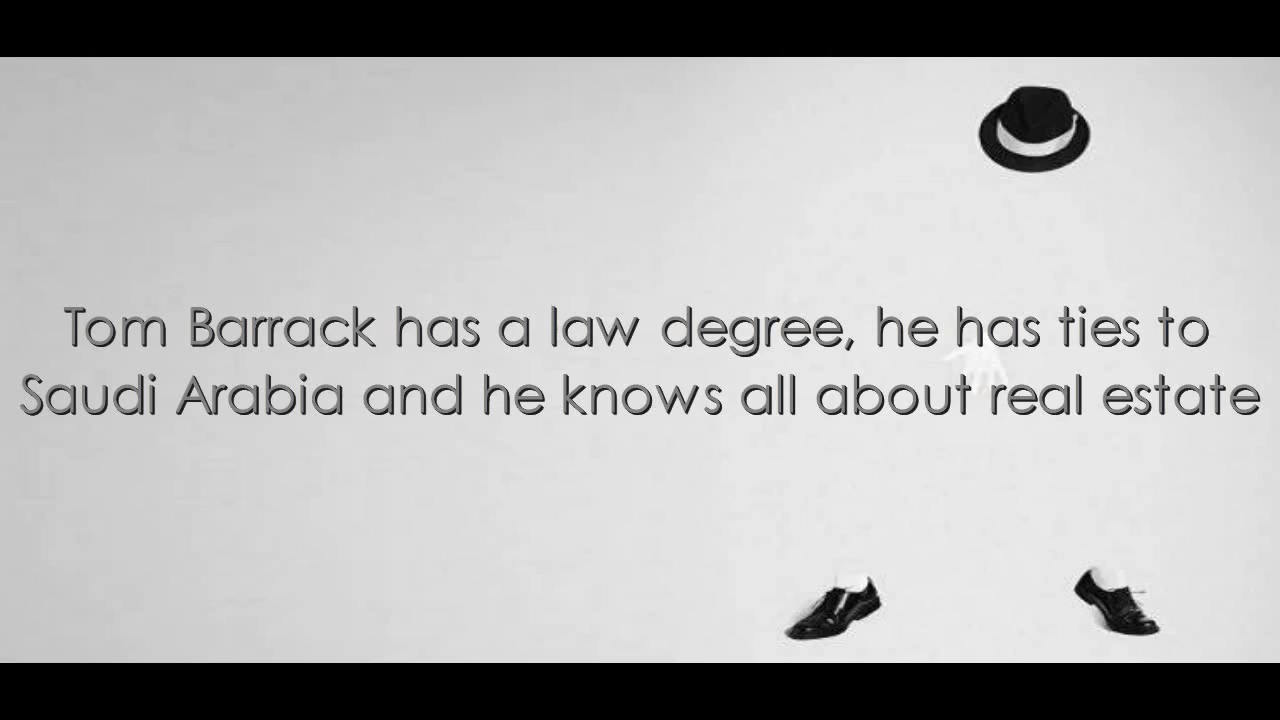 Tom Barrack has a law degree, he has ties to
Saudi Arabia and he knows all about real estate